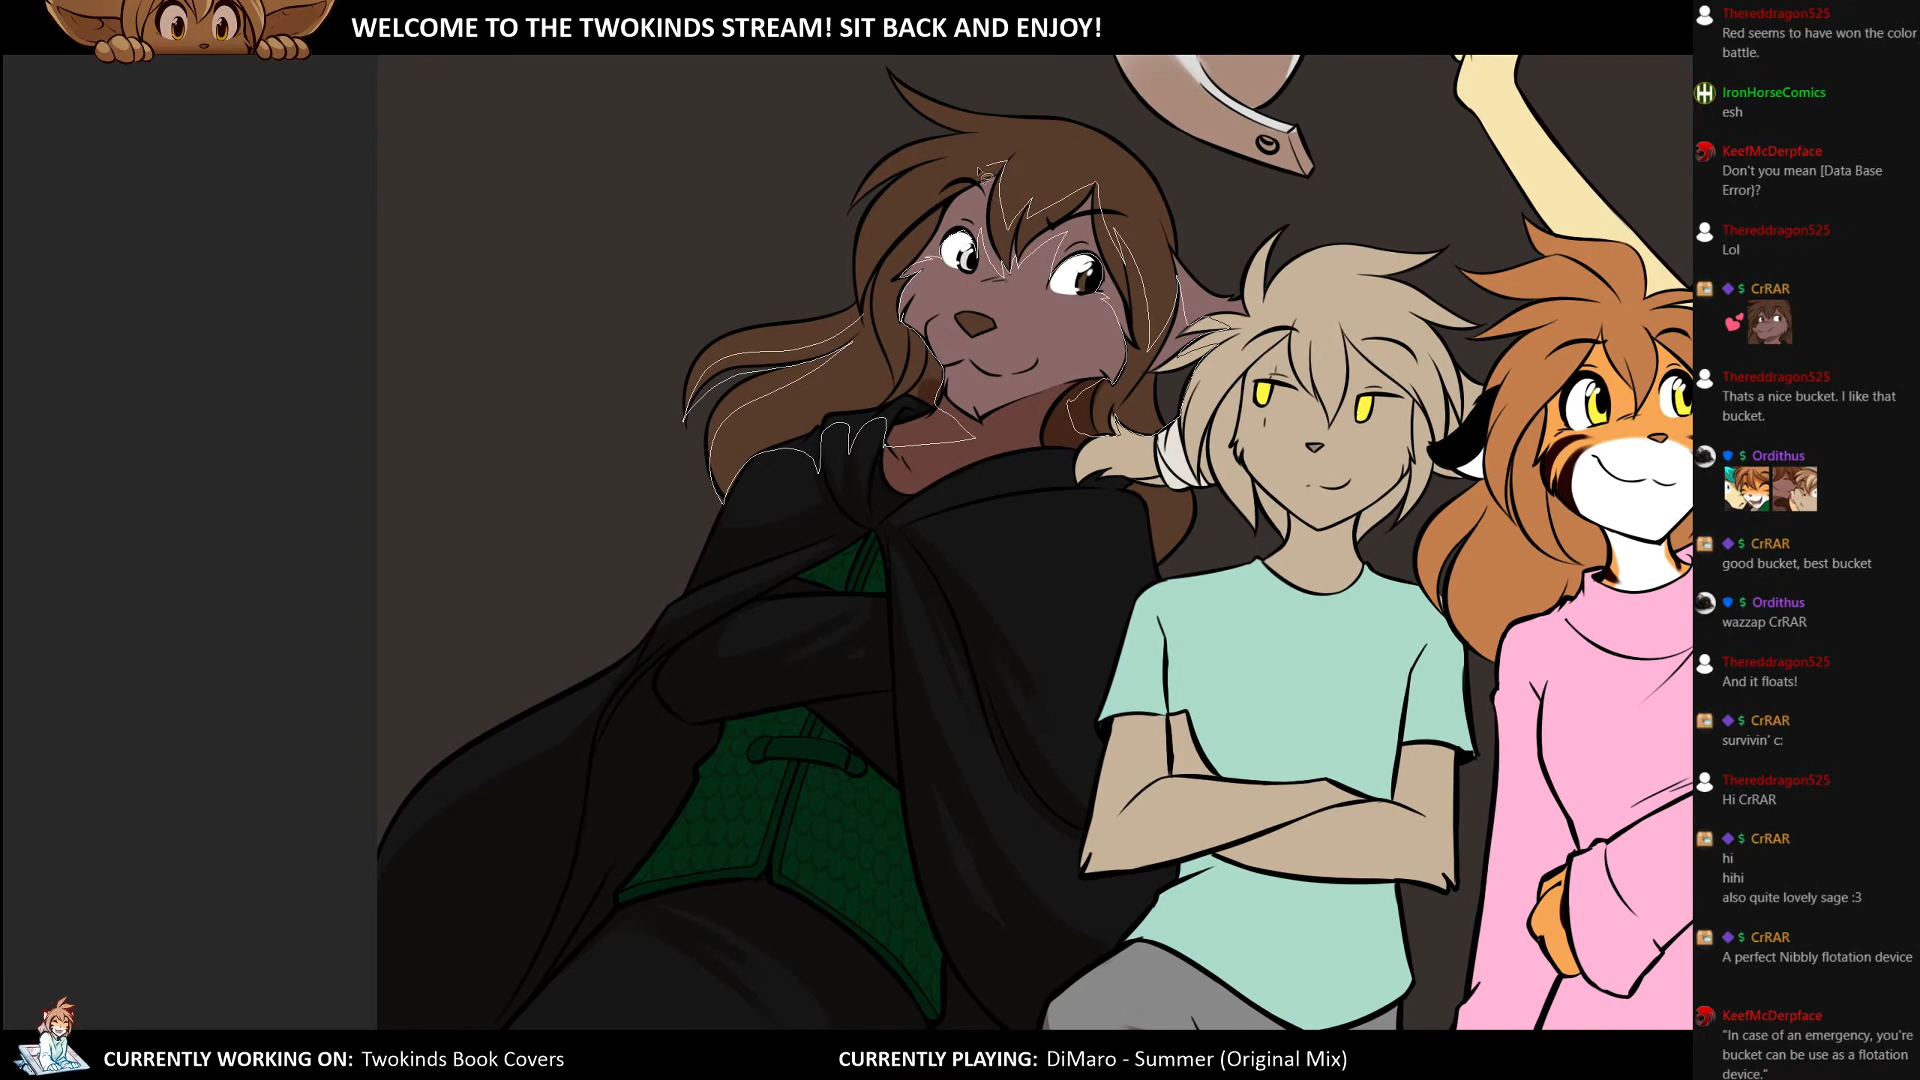 WELCOME TO THE TWOKINDS STREAM! SIT BACK AND ENJOY!
Thereddragon525
Red seems to have won the color
battle.
IronHorseComics
esh
KeefMcDerpface
Don't you mean [Data Base
Error}?
Thereddragon525
Lol
$ CrRAR
Thereddragon525
Thats a nice bucket. I like that
bucket.
$ Ordithus
$ CrRAR
good bucket, best bucket
$ Ordithus
wazzap CrRAR
Thereddragon525
And it floats!
$ CrRAR
survivin' c:
Thereddragon525
Hi CrRAR
$ CrRAR
hi
hihi
also quite lovely sage :3
$ CrRAR
A perfect Nibbly flotation device
KeefMcDerpface
"In case of an emergency, you're
bucket can be use as a flotation
device."
CURRENTLY WORKING ON: Twokinds Book Covers
CURRENTLY PLAYING: DiMaro - Summer (Original Mix)